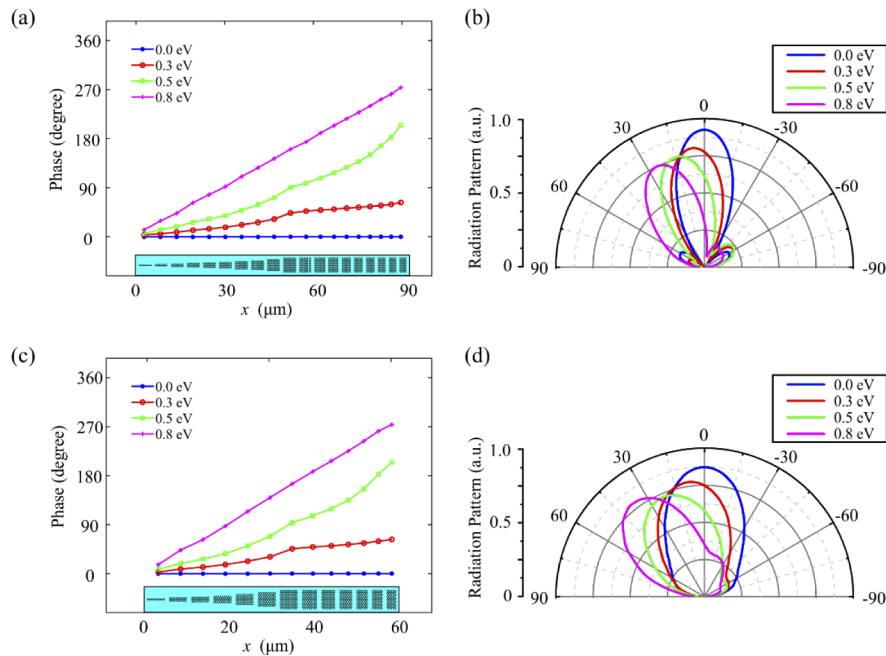 (a)
360
270
180
90
0
Phase (degree)
0.0 eV
0.3 eV
0.5 eV
0.8 eV
0 30 60 90
x (μm)
(b)
0.0 eV
0.3 eV
0.5 eV
0.8 eV
Radiation Pattern (a.u.)
1.0
0.5
0
90
60
30
0
-30
-60
-90
(c)
360
270
180
90
0
Phase (degree)
0.0 eV
0.3 eV
0.5 eV
0.8 eV
0 20 40 60
x (μm)
(d)
0.0 eV
0.3 eV
0.5 eV
0.8 eV
Radiation Pattern (a.u.)
1.0
0.5
0
90
60
30
0
-30
-60
-90